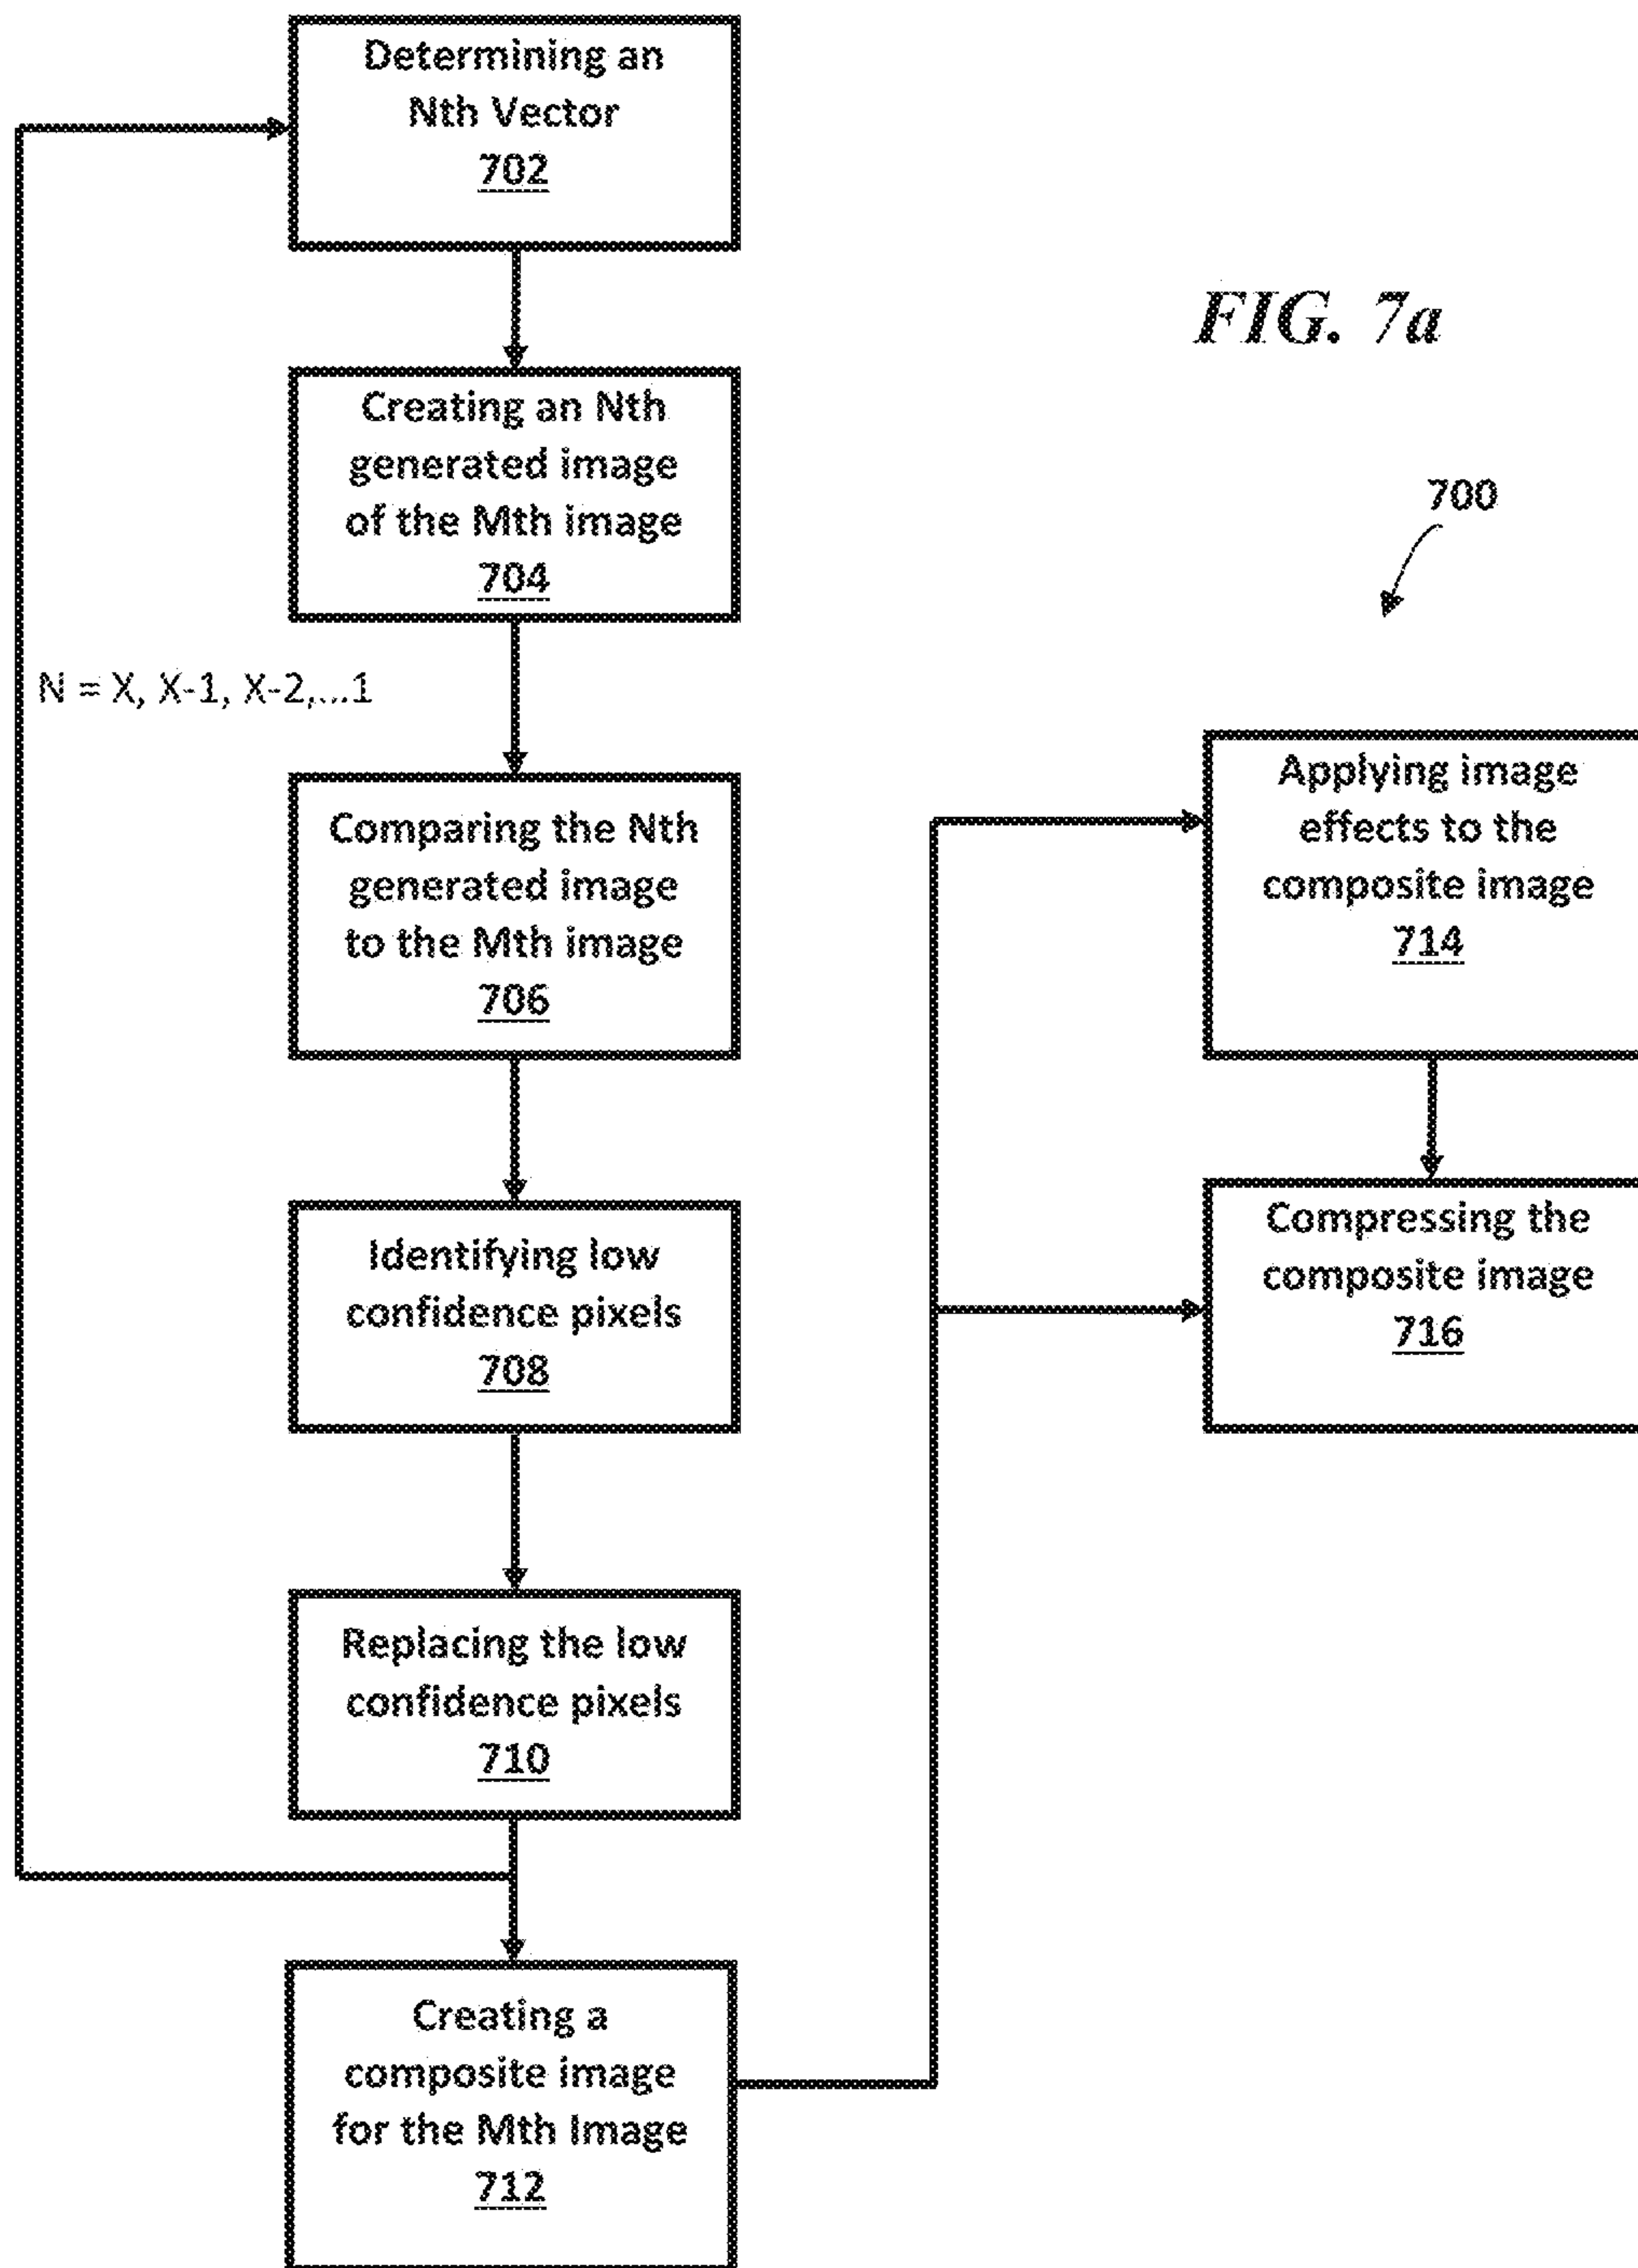 Determining an
Nth Vector
702
FIG. 7a
Creating an Nth
generated image
of the Mth image
704
700
N = X, X-1, X-2,...1
Comparing the Nth
generated image
to the Mth image
706
Applying image
effects to the
composite image
714
Identifying low
confidence pixels
708
Compressing the
composite image
716
Replacing the low
confidence pixels
710
Creating a
composite image
for the Mth Image
712